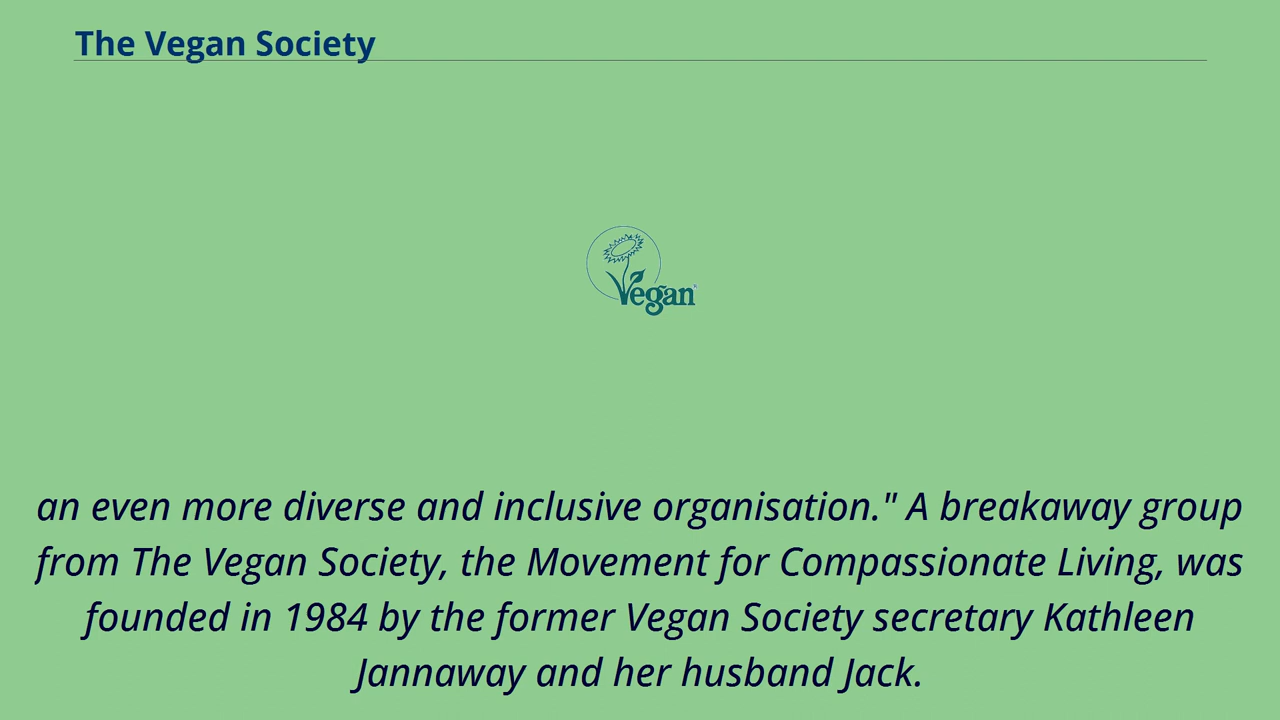 The Vegan Society
Vegan
an even more diverse and inclusive organisation." A breakaway group
from The Vegan Society, the Movement for Compassionate Living, was
founded in 1984 by the former Vegan Society secretary Kathleen
Jannaway and her husband Jack.